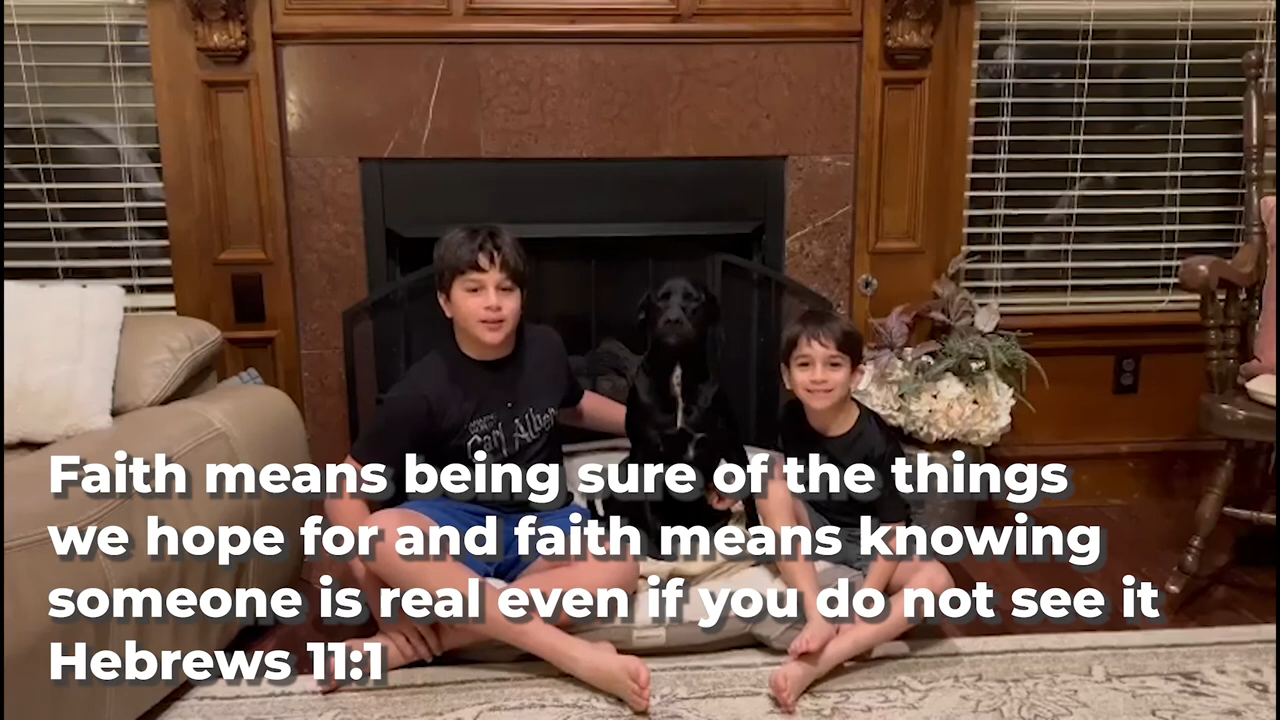 Faith means being sure of the things
we hope for and faith means knowing
someone is real even if you do not see it
Hebrews 11:1